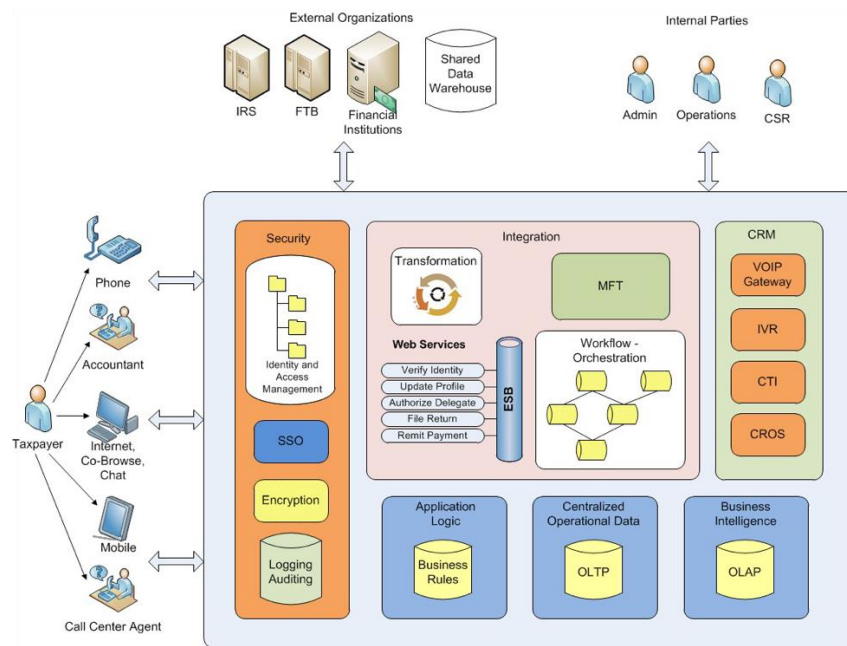 External Organizations
Internal Parties
IRS
FTB
Financial
Institutions
Shared
Data
Warehouse
Admin
Operations
CSR
Phone
Accountant
Taxpayer
Internet,
Co-Browse,
Chat
Mobile
Call Center Agent
Security
Identity and
Access
Management
SSO
Encryption
Logging
Auditing
Integration
Transformation
MFT
Web Services
Verify Identity
Update Profile
Authorize Delegate
File Return
Remit Payment
ESB
Workflow -
Orchestration
CRM
VOIP
Gateway
IVR
CTI
CROS
Application
Logic
Business
Rules
Centralized
Operational Data
OLTP
Business
Intelligence
OLAP